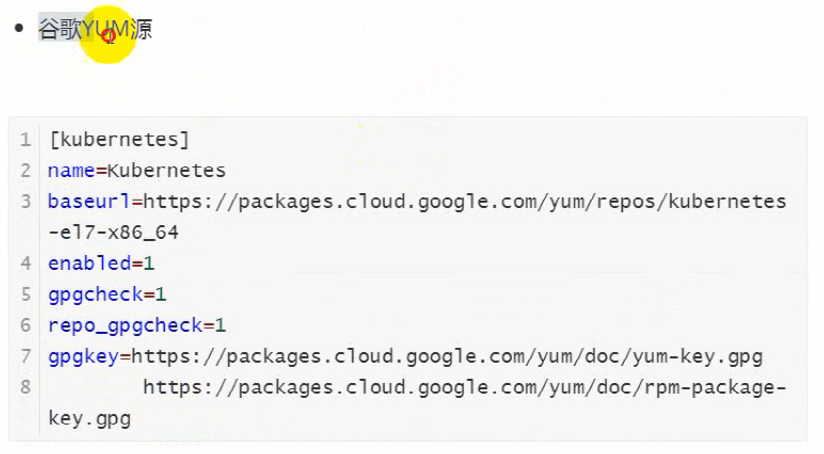 谷歌YUM源
1 [kubernetes]
2 name=Kubernetes
3 baseurl=https://packages.cloud.google.com/yum/repos/kubernetes
-el7-x86_64
4 enabled=1
5 gpgcheck=1
6 repo_gpgcheck=1
7 gpgkey=https://packages.cloud.google.com/yum/doc/yum-key.gpg
8 https://packages.cloud.google.com/yum/doc/rpm-package-
key.gpg